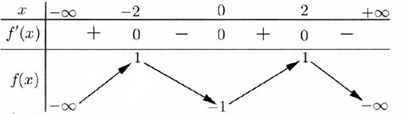 x −∞ −2 0 2 +∞
f′(x) + 0 − 0 + 0 −
1 1
f(x)
−∞ −1 −∞